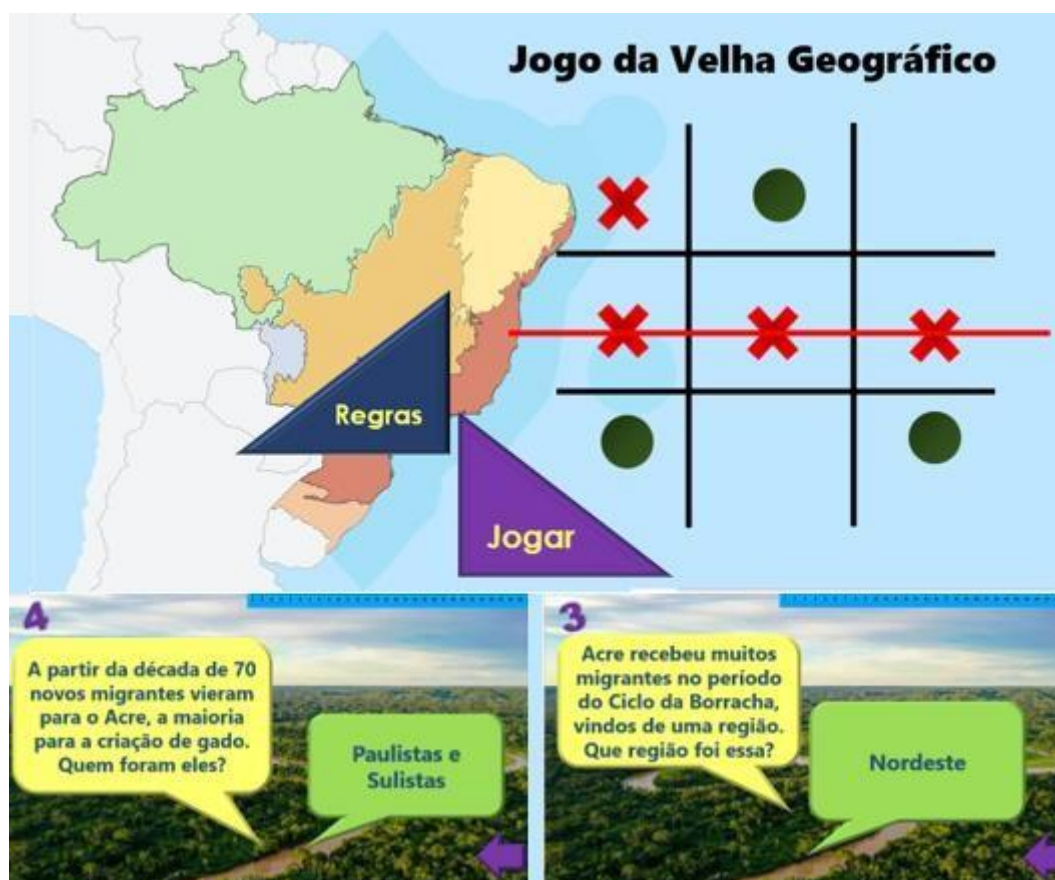 Jogo da Velha Geográfico
Regras
Jogar
4
A partir da década de 70
novos migrantes vieram
para o Acre, a maioria
para a criação de gado.
Quem foram eles?
Paulistas e
Sulistas
3
Acre recebeu muitos
migrantes no período
do Ciclo da Borracha,
vindos de uma região.
Que região foi essa?
Nordeste